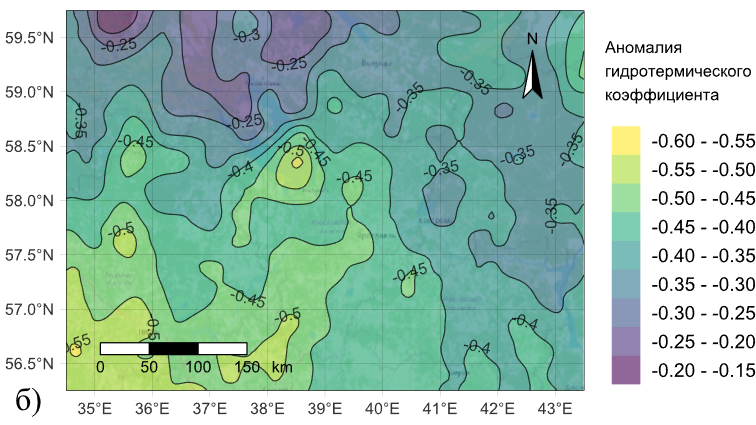 59.5°N
59.0°N
58.5°N
58.0°N
57.5°N
57.0°N
56.5°N
35°E
36°E
37°E
38°E
39°E
40°E
41°E
42°E
43°E
-0.25
-0.3
-0.25
-0.25
-0.35
-0.35
-0.35
-0.35
-0.35
-0.35
-0.35
-0.45
-0.5
-0.45
-0.4
-0.45
-0.5
-0.45
-0.45
-0.5
-0.5
-0.4
-0.4
N
0 50 100 150 km
б)
Аномалия
гидротермического
коэффициента
-0.60 - -0.55
-0.55 - -0.50
-0.50 - -0.45
-0.45 - -0.40
-0.40 - -0.35
-0.35 - -0.30
-0.30 - -0.25
-0.25 - -0.20
-0.20 - -0.15